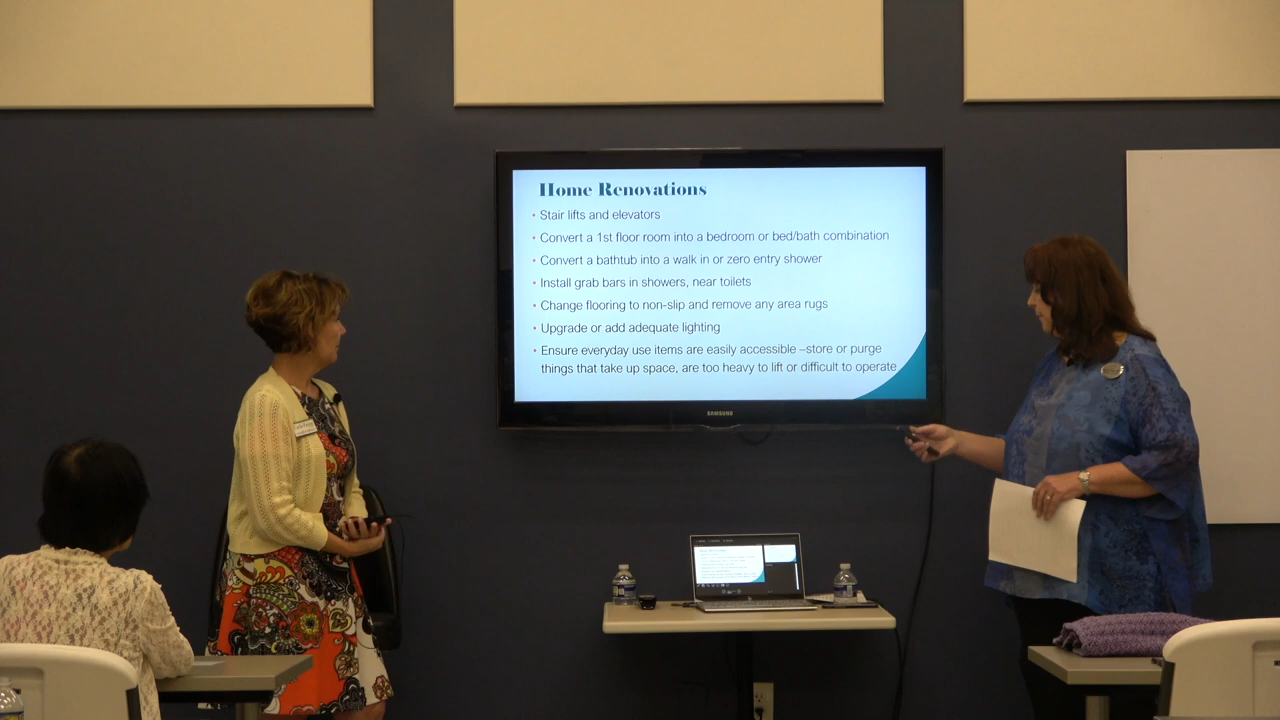 Home Renovations
• Stair lifts and elevators
• Convert a 1st floor room into a bedroom or bed/bath combination
• Convert a bathtub into a walk in or zero entry shower
• Install grab bars in showers, near toilets
• Change flooring to non-slip and remove any area rugs
• Upgrade or add adequate lighting
• Ensure everyday use items are easily accessible –store or purge
things that take up space, are too heavy to lift or difficult to operate
SAMSUNG